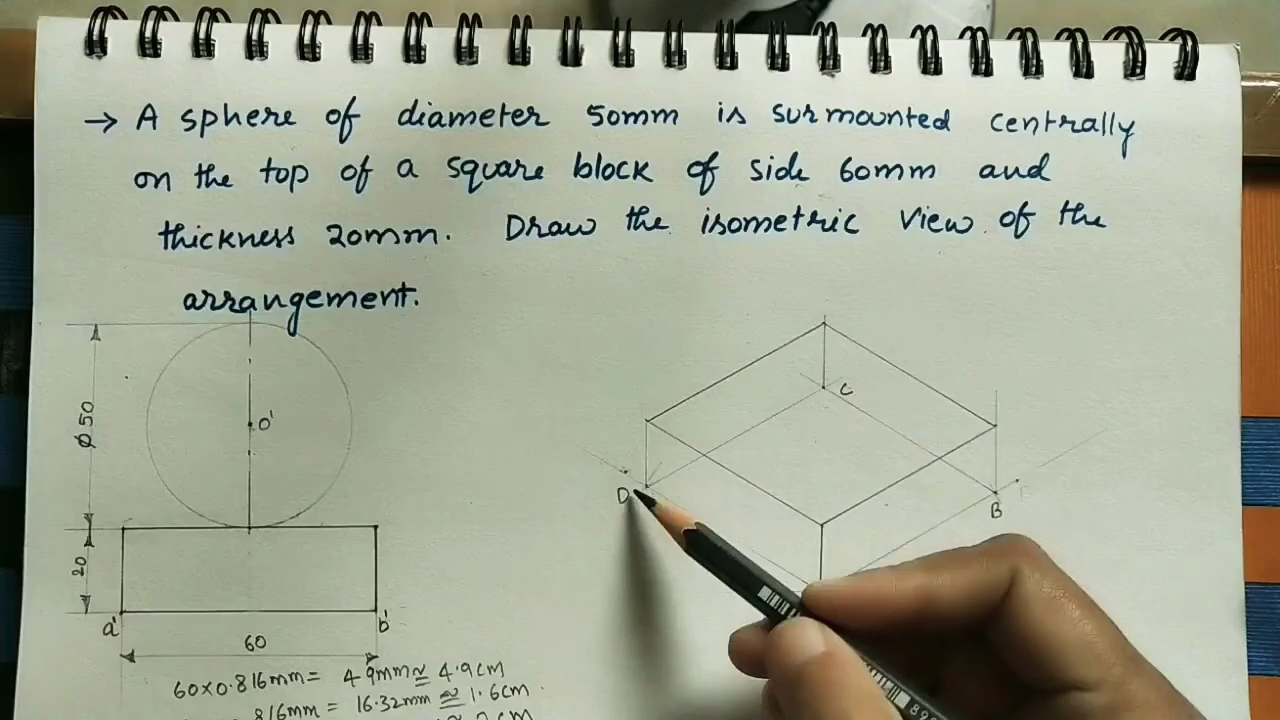 → A sphere of diameter 50mm is surmounted centrally
on the top of a square block of side 60mm and
thickness 20mm. Draw the isometric view of the
arrangement.
ø50
O'
20
a'
b'
60
60x0.816mm = 49mm ≃ 4.9cm
816mm = 16.32mm ≃ 1.6cm.
C
D
B